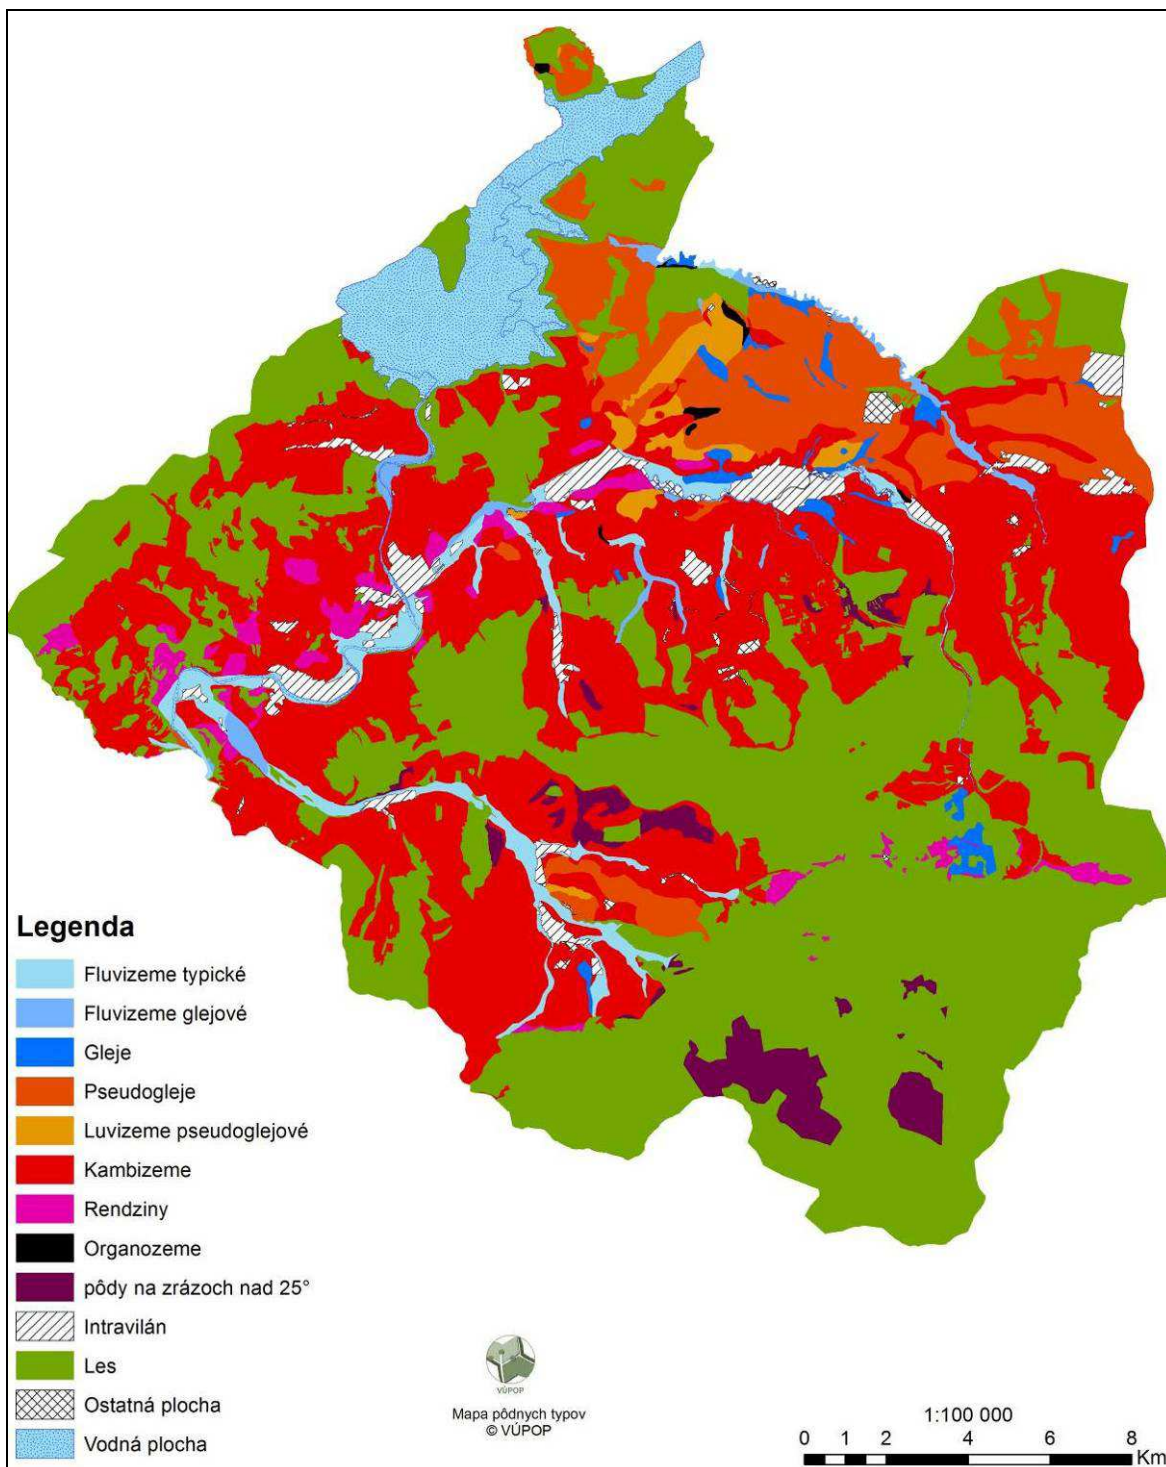 Legenda
Fluvizeme typické
Fluvizeme glejové
Gleje
Pseudogleje
Luvizeme pseudoglejové
Kambizeme
Rendziny
Organozeme
pôdy na zrázoch nad 25°
Intravilán
Les
Ostatná plocha
Vodná plocha
VÚPOP
Mapa pôdnych typov
© VÚPOP
1:100 000
0 1 2 4 6 8
Km